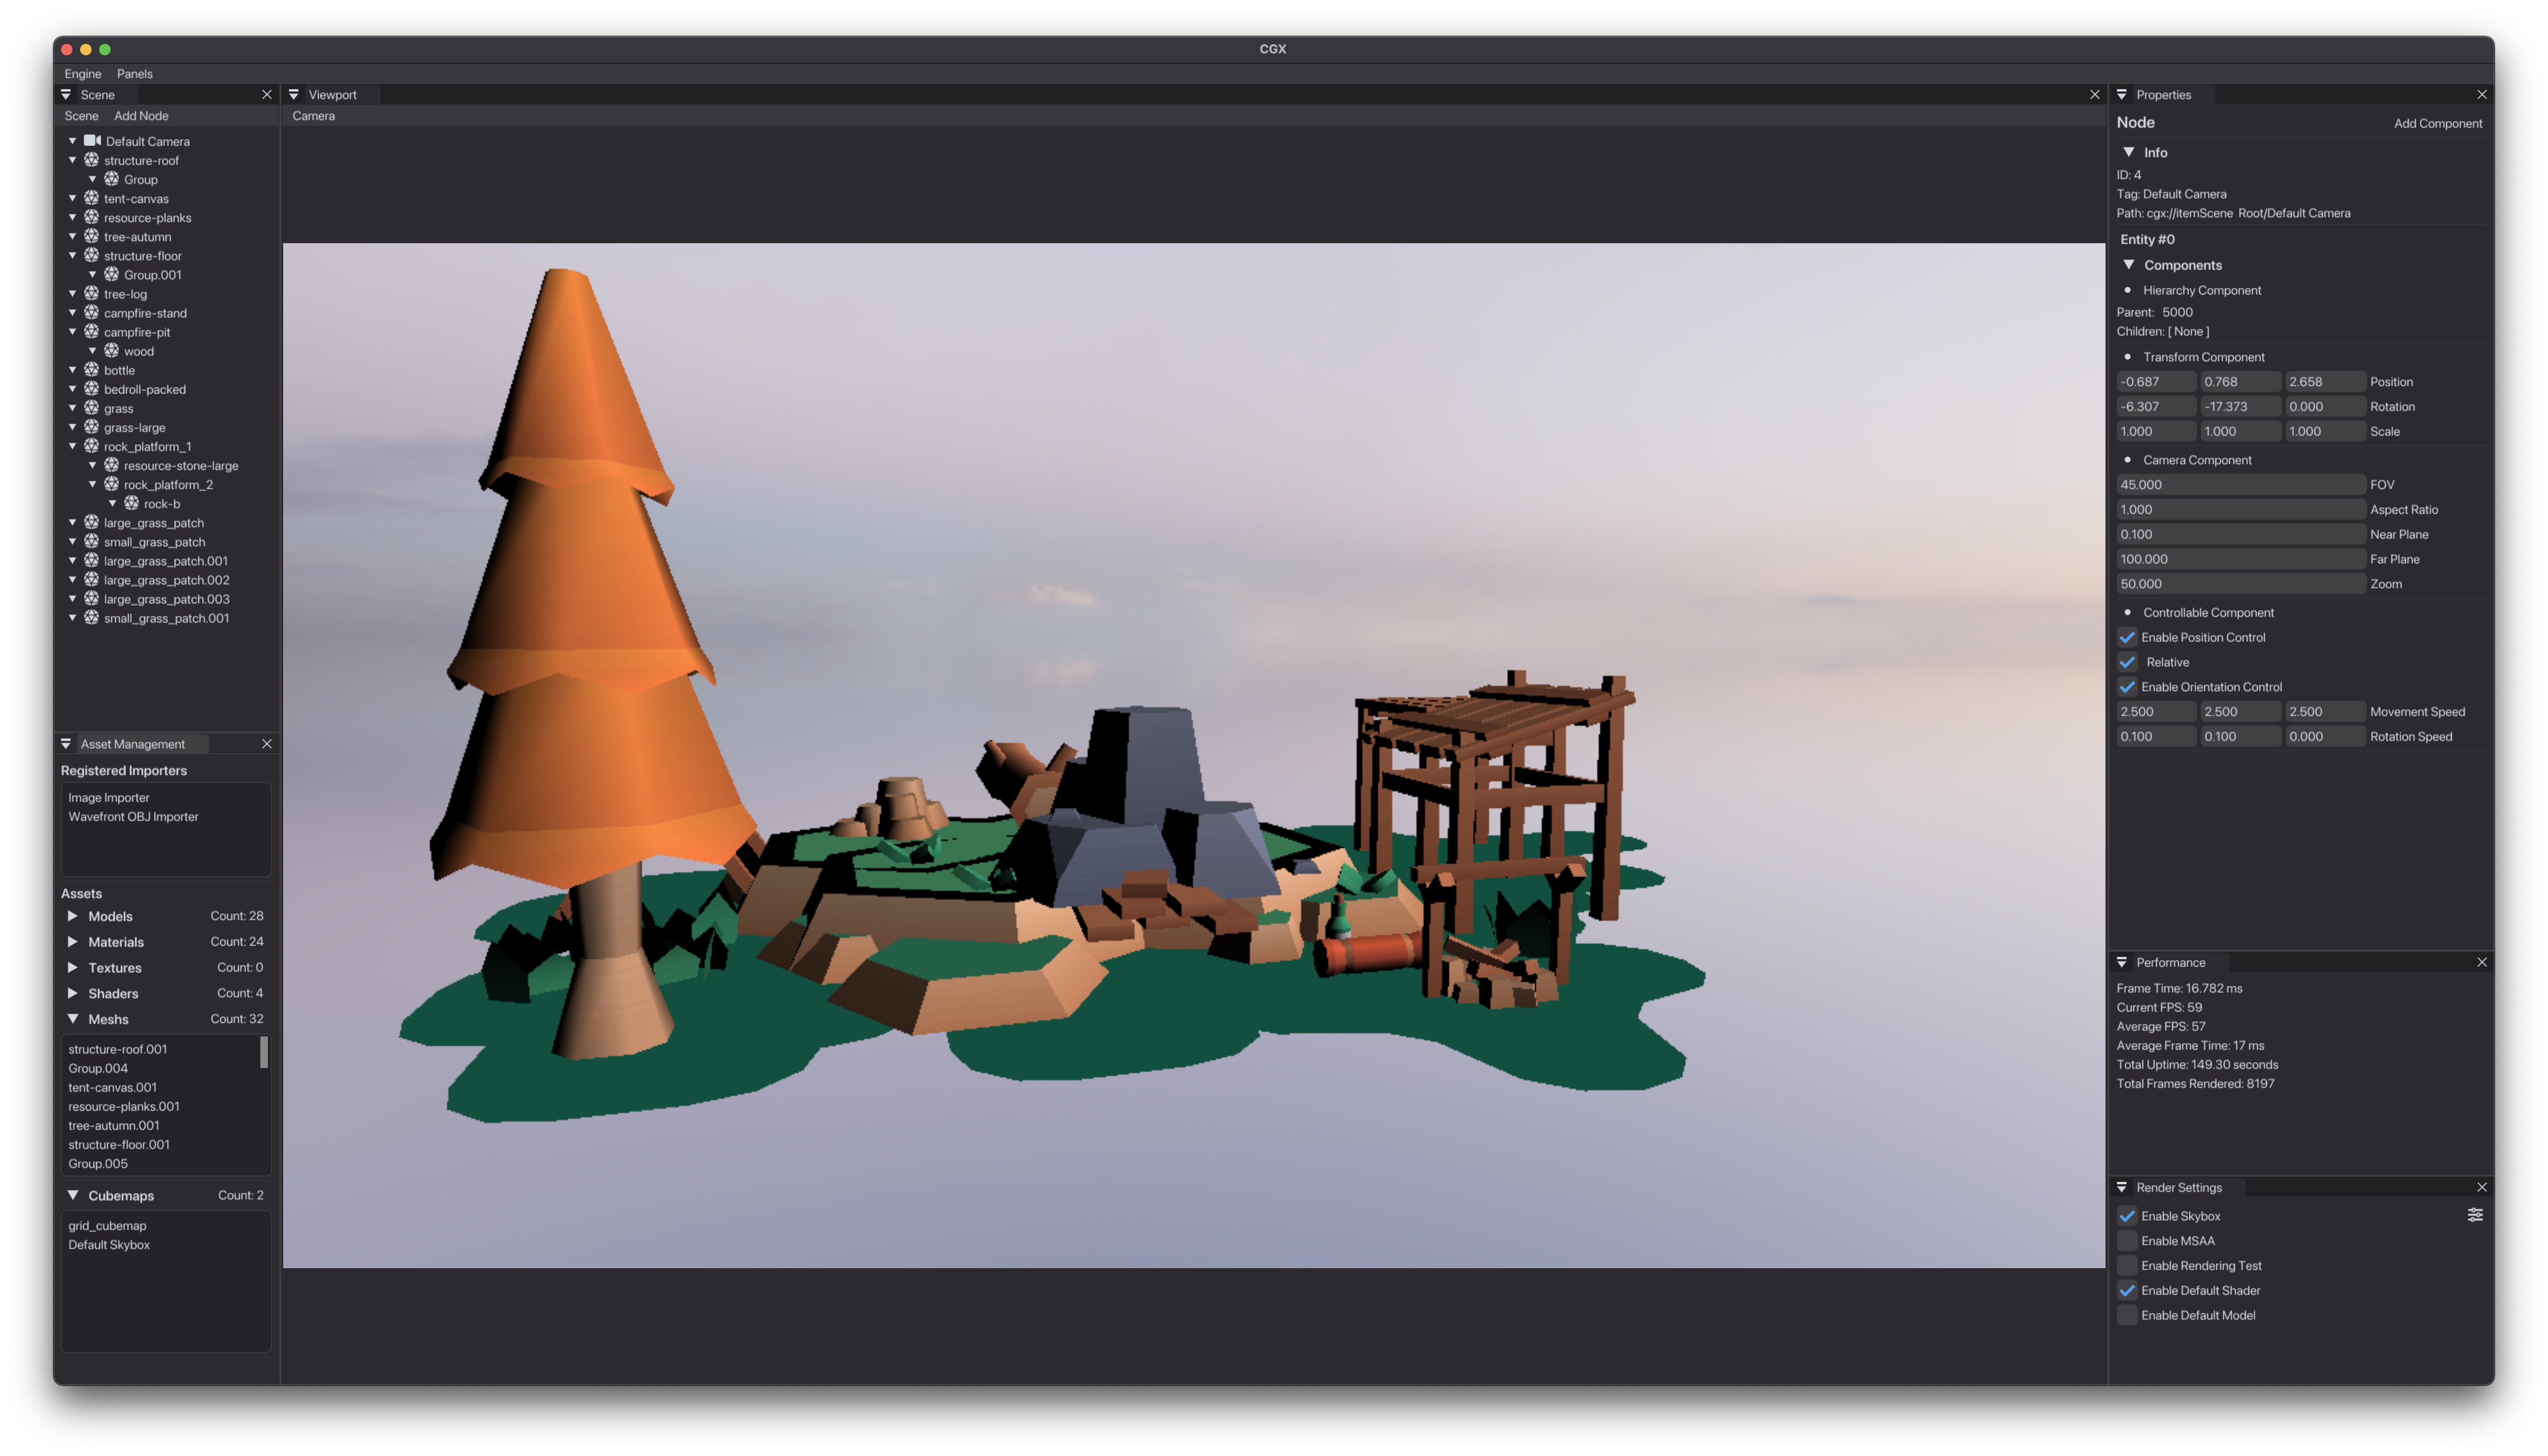 CGX
Engine Panels
Scene
Scene Add Node
Default Camera
structure-roof
Group
tent-canvas
resource-planks
tree-autumn
structure-floor
Group.001
tree-log
campfire-stand
campfire-pit
wood
bottle
bedroll-packed
grass
grass-large
rock_platform_1
resource-stone-large
rock_platform_2
rock-b
large_grass_patch
small_grass_patch
large_grass_patch.001
large_grass_patch.002
large_grass_patch.003
small_grass_patch.001
Asset Management
Registered Importers
Image Importer
Wavefront OBJ Importer
Assets
Models Count: 28
Materials Count: 24
Textures Count: 0
Shaders Count: 4
Meshs Count: 32
structure-roof.001
Group.004
tent-canvas.001
resource-planks.001
tree-autumn.001
structure-floor.001
Group.005
Cubemaps Count: 2
grid_cubemap
Default Skybox
Viewport
Camera
Properties
Node Add Component
Info
ID: 4
Tag: Default Camera
Path: cgx://itemScene Root/Default Camera
Entity #0
Components
Hierarchy Component
Parent: 5000
Children: [ None ]
Transform Component
-0.687 0.768 2.658 Position
-6.307 -17.373 0.000 Rotation
1.000 1.000 1.000 Scale
Camera Component
45.000 FOV
1.000 Aspect Ratio
0.100 Near Plane
100.000 Far Plane
50.000 Zoom
Controllable Component
Enable Position Control
Relative
Enable Orientation Control
2.500 2.500 2.500 Movement Speed
0.100 0.100 0.000 Rotation Speed
Performance
Frame Time: 16.782 ms
Current FPS: 59
Average FPS: 57
Average Frame Time: 17 ms
Total Uptime: 149.30 seconds
Total Frames Rendered: 8197
Render Settings
Enable Skybox
Enable MSAA
Enable Rendering Test
Enable Default Shader
Enable Default Model